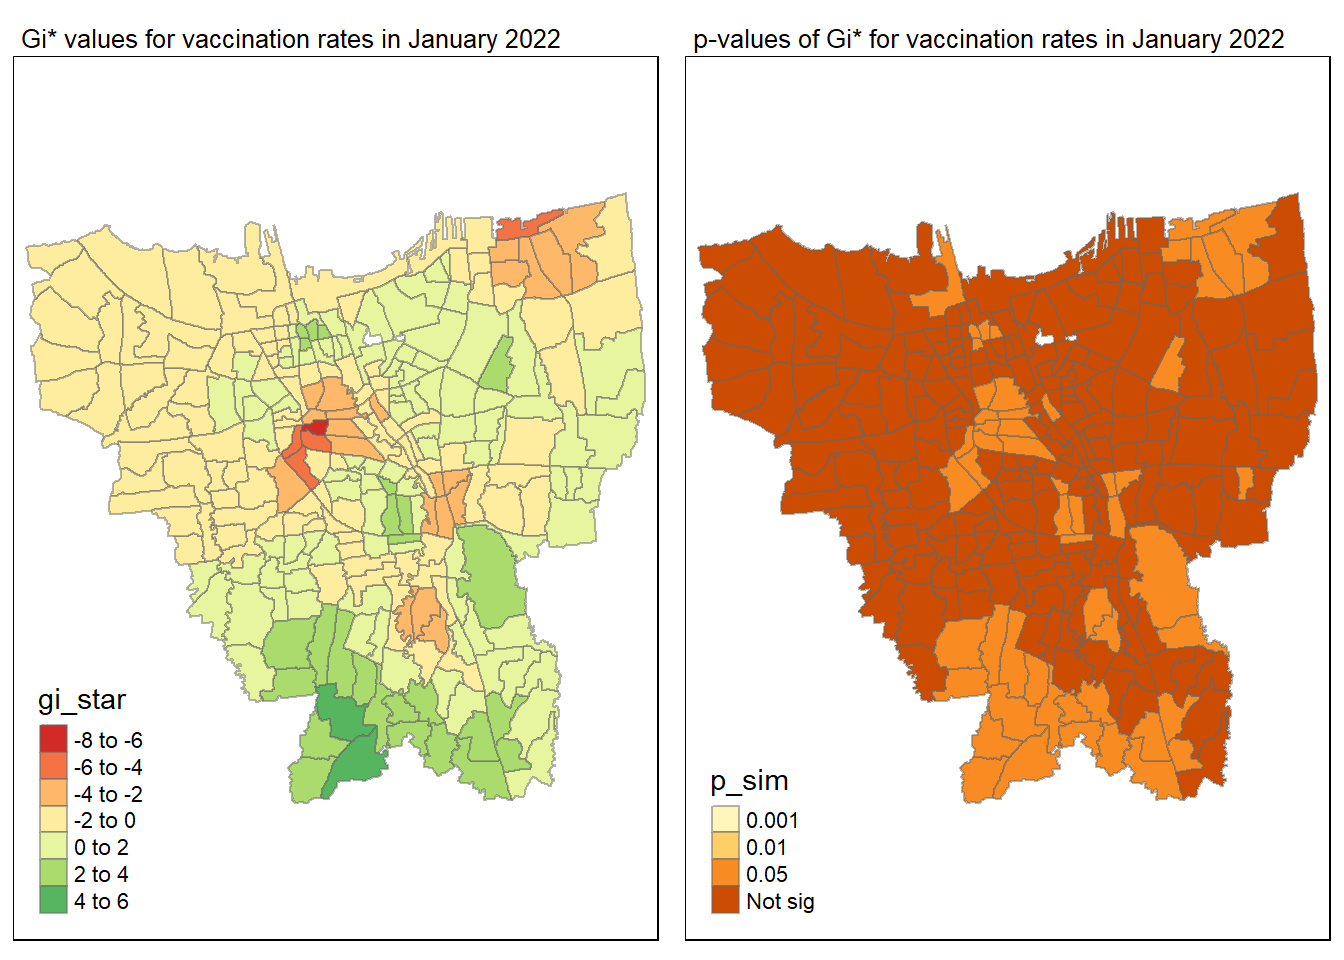 Gi* values for vaccination rates in January 2022
gi_star
-8 to -6
-6 to -4
-4 to -2
-2 to 0
0 to 2
2 to 4
4 to 6
p-values of Gi* for vaccination rates in January 2022
p_sim
0.001
0.01
0.05
Not sig